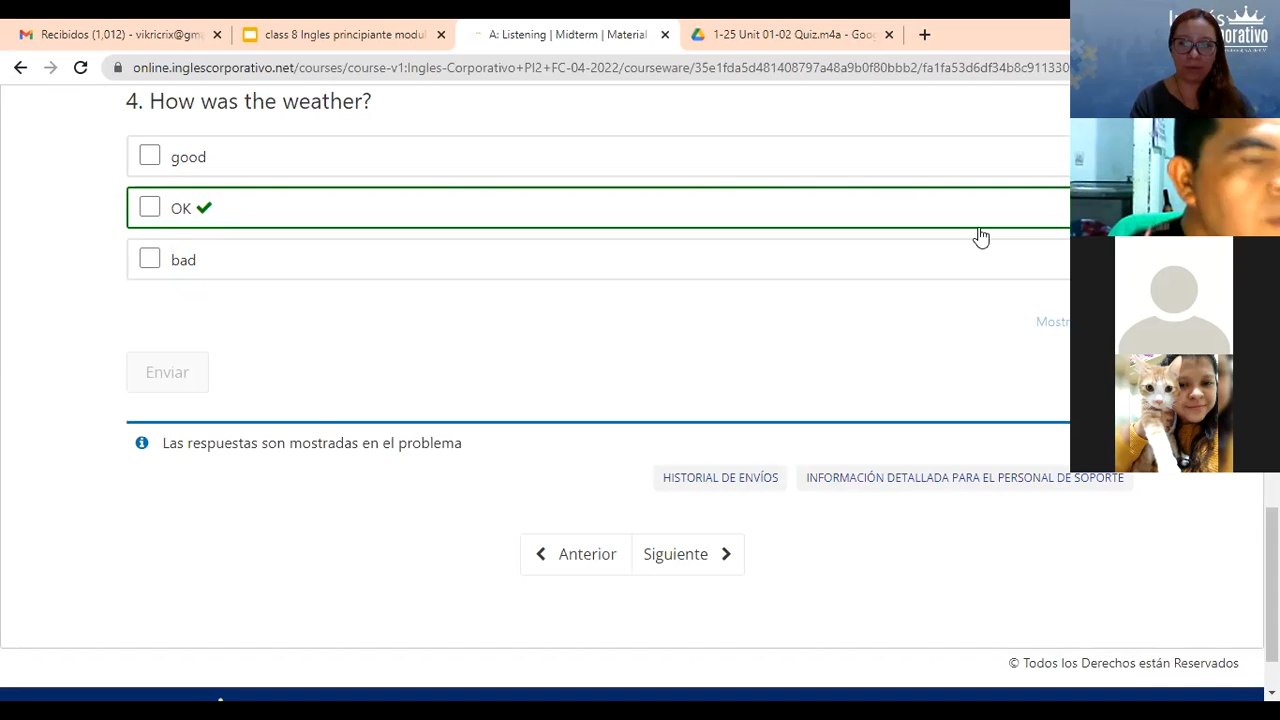 Recibidos (1,012) - vikricrix@gm
class 8 Ingles principiante modul
A: Listening | Midterm | Material
1-25 Unit 01-02 Quiz.m4a - Goo
online.inglescorporativo.net/courses/course-v1:Ingles-Corporativo+PI2+FC-04-2022/courseware/35e1fda5d481408797a48a9b0f80bbb2/fa1fa53d6df34b8c911330
4. How was the weather?
good
OK
bad
Mostr
Enviar
Las respuestas son mostradas en el problema
HISTORIAL DE ENVÍOS
INFORMACIÓN DETALLADA PARA EL PERSONAL DE SOPORTE
Anterior
Siguiente
© Todos los Derechos están Reservados